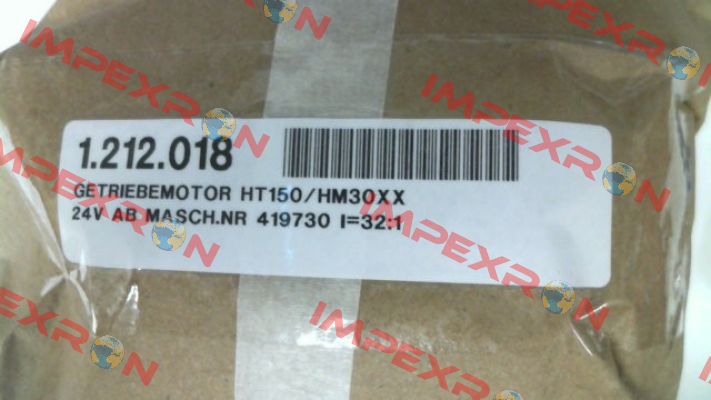 1.212.018
GETRIEBEMOTOR HT150/HM30XX
24V AB MASCH.NR 419730 I=32:1
IMPEXRON
IMPEXRON
IMPEXRON
IMPEXRON
IMPEXRON
IMPEXRON
IMPEXRON